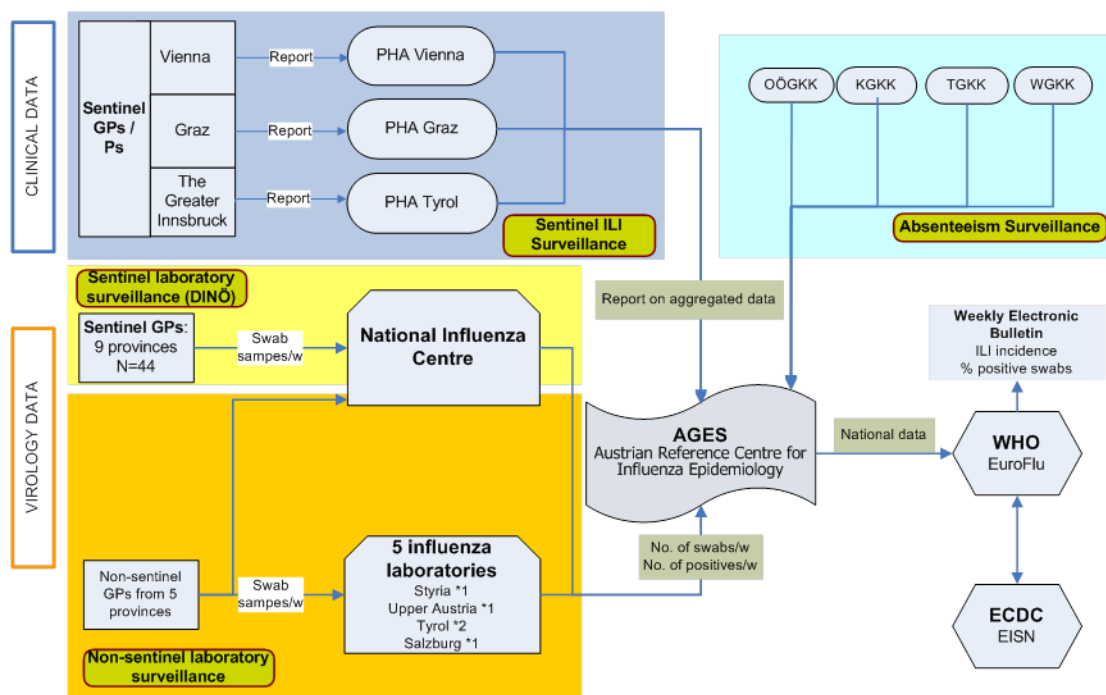 CLINICAL DATA
Sentinel
GPs /
Ps
Vienna
Graz
The
Greater
Innsbruck
Report
Report
Report
PHA Vienna
PHA Graz
PHA Tyrol
Sentinel ILI
Surveillance
OÖGKK
KGKK
TGKK
WGKK
Absenteeism Surveillance
VIROLOGY DATA
Sentinel laboratory
surveillance (DINÖ)
Sentinel GPs:
9 provinces
N=44
Swab
sampes/w
National Influenza
Centre
Report on aggregated data
AGES
Austrian Reference Centre for
Influenza Epidemiology
National data
Weekly Electronic
Bulletin
ILI incidence
% positive swabs
WHO
EuroFlu
ECDC
EISN
No. of swabs/w
No. of positives/w
Non-sentinel
GPs from 5
provinces
Swab
sampes/w
5 influenza
laboratories
Styria *1
Upper Austria *1
Tyrol *2
Salzburg *1
Non-sentinel laboratory
surveillance